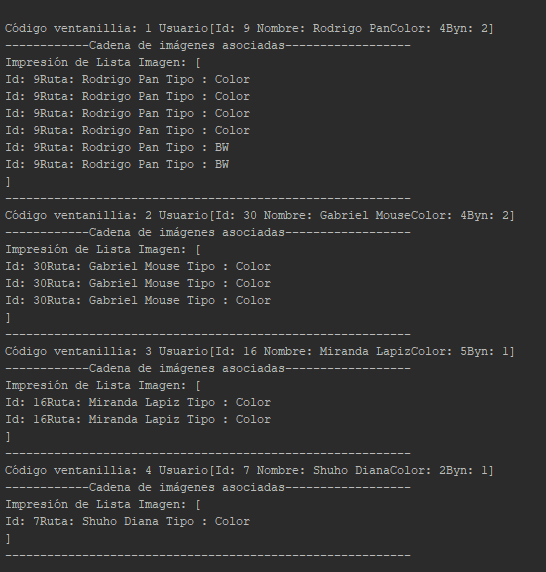 Código ventanillia: 1 Usuario[Id: 9 Nombre: Rodrigo PanColor: 4Byn: 2]
------------Cadena de imágenes asociadas------------------
Impresión de Lista Imagen: [
Id: 9Ruta: Rodrigo Pan Tipo : Color
Id: 9Ruta: Rodrigo Pan Tipo : Color
Id: 9Ruta: Rodrigo Pan Tipo : Color
Id: 9Ruta: Rodrigo Pan Tipo : Color
Id: 9Ruta: Rodrigo Pan Tipo : BW
Id: 9Ruta: Rodrigo Pan Tipo : BW
]
----------------------------------------------------------
Código ventanillia: 2 Usuario[Id: 30 Nombre: Gabriel MouseColor: 4Byn: 2]
------------Cadena de imágenes asociadas------------------
Impresión de Lista Imagen: [
Id: 30Ruta: Gabriel Mouse Tipo : Color
Id: 30Ruta: Gabriel Mouse Tipo : Color
Id: 30Ruta: Gabriel Mouse Tipo : Color
]
----------------------------------------------------------
Código ventanillia: 3 Usuario[Id: 16 Nombre: Miranda LapizColor: 5Byn: 1]
------------Cadena de imágenes asociadas------------------
Impresión de Lista Imagen: [
Id: 16Ruta: Miranda Lapiz Tipo : Color
Id: 16Ruta: Miranda Lapiz Tipo : Color
]
----------------------------------------------------------
Código ventanillia: 4 Usuario[Id: 7 Nombre: Shuho DianaColor: 2Byn: 1]
------------Cadena de imágenes asociadas------------------
Impresión de Lista Imagen: [
Id: 7Ruta: Shuho Diana Tipo : Color
]
----------------------------------------------------------